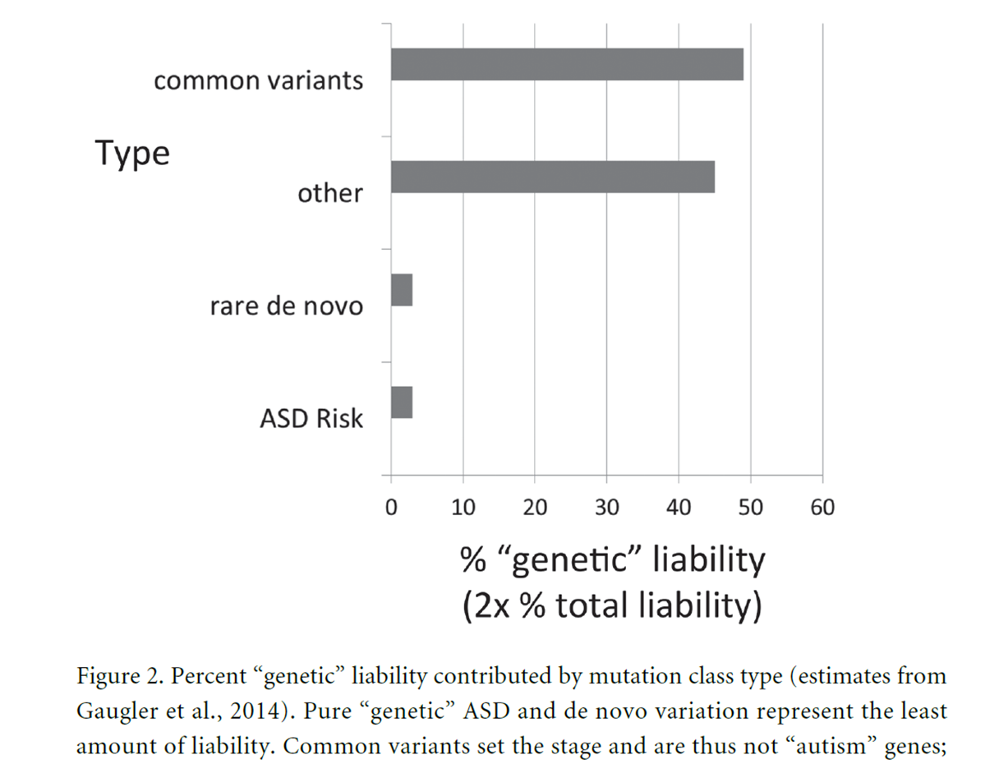 common variants
Type
other
rare de novo
ASD Risk
0 10 20 30 40 50 60
% “genetic” liability
(2x % total liability)
Figure 2. Percent “genetic” liability contributed by mutation class type (estimates from
Gaugler et al., 2014). Pure “genetic” ASD and de novo variation represent the least
amount of liability. Common variants set the stage and are thus not “autism” genes;